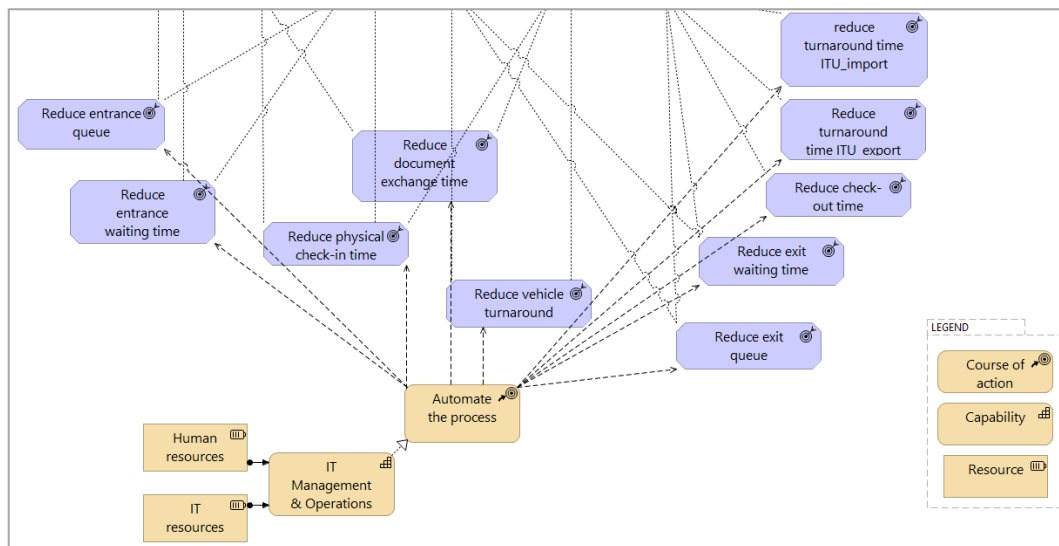 reduce
turnaround time
ITU_import
Reduce entrance
queue
Reduce
turnaround
time ITU_export
Reduce
document
exchange time
Reduce
entrance
waiting time
Reduce check-
out time
Reduce physical
check-in time
Reduce exit
waiting time
Reduce vehicle
turnaround
Reduce exit
queue
LEGEND
Course of
action
Automate
the process
Capability
Human
resources
IT
Management
& Operations
Resource
IT
resources